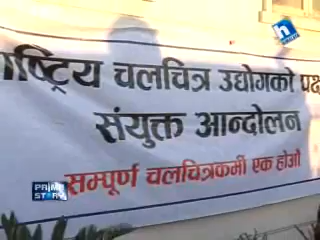 चलचित्र उद्योगको
संयुक्त आन्दोलन
सम्पूर्ण चलचित्रकर्मी एक होऔं
PRIME
STORY
h